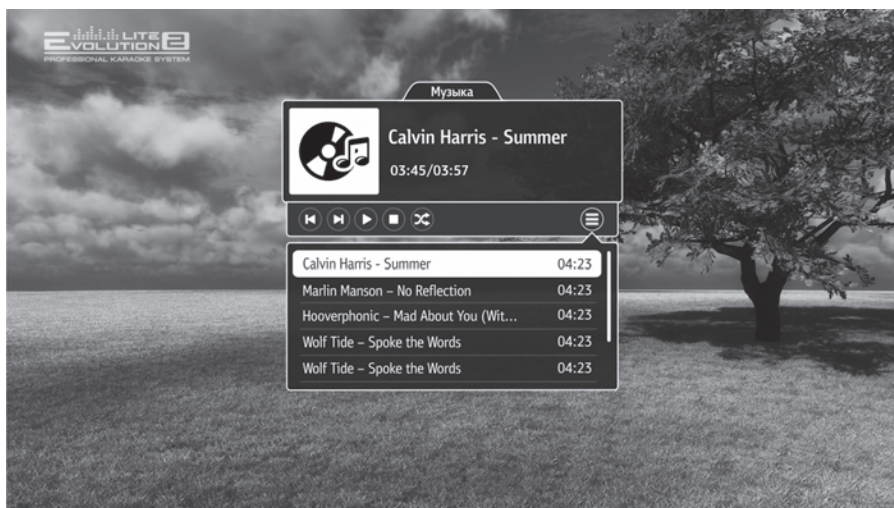 EVOLUTION LITE 2
PROFESSIONAL KARAOKE SYSTEM
Музыка
Calvin Harris - Summer
03:45/03:57
Calvin Harris - Summer 04:23
Marlin Manson – No Reflection 04:23
Hooverphonic – Mad About You (Wit... 04:23
Wolf Tide – Spoke the Words 04:23
Wolf Tide – Spoke the Words 04:23